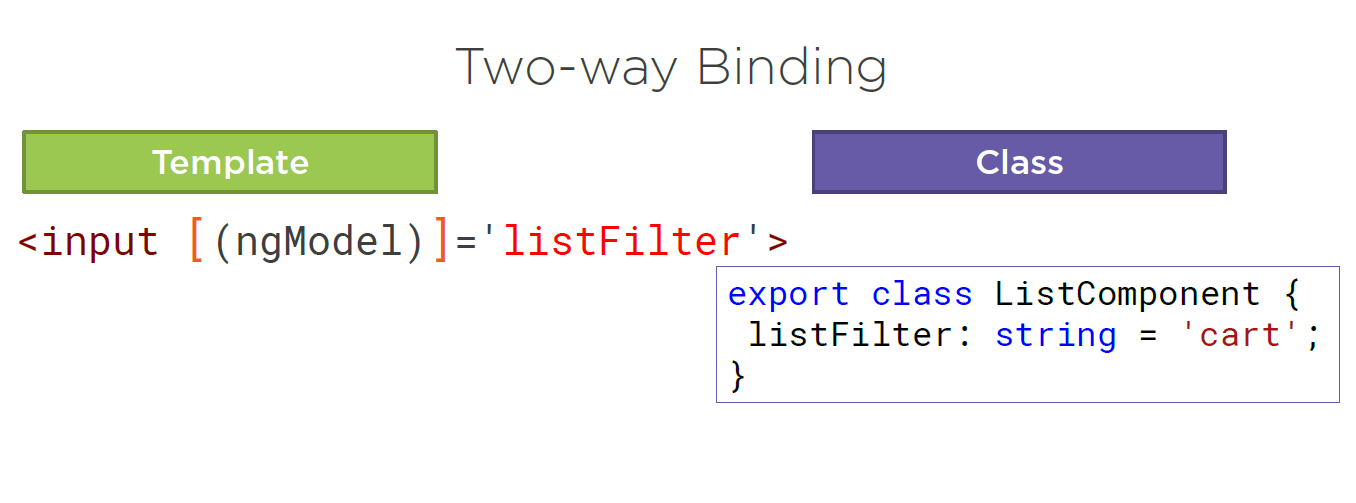 Two-way Binding
Template
Class
<input [(ngModel)]='listFilter'>
export class ListComponent {
listFilter: string = 'cart';
}